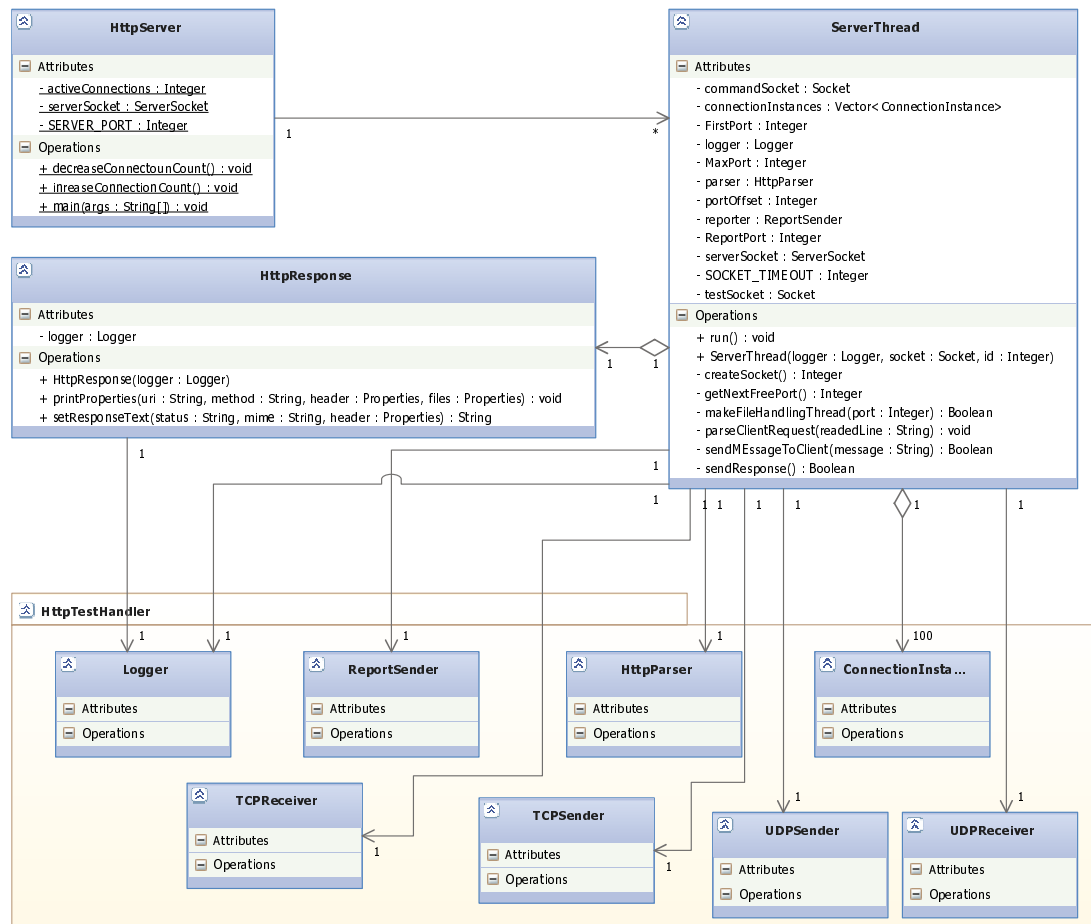 HttpServer
Attributes
- activeConnections : Integer
- serverSocket : ServerSocket
- SERVER_PORT : Integer
Operations
+ decreaseConnectounCount() : void
+ inreaseConnectionCount() : void
+ main(args : String[]) : void
1
*
ServerThread
Attributes
- commandSocket : Socket
- connectionInstances : Vector< ConnectionInstance>
- FirstPort : Integer
- logger : Logger
- MaxPort : Integer
- parser : HttpParser
- portOffset : Integer
- reporter : ReportSender
- ReportPort : Integer
- serverSocket : ServerSocket
- SOCKET_TIMEOUT : Integer
- testSocket : Socket
Operations
+ run() : void
+ ServerThread(logger : Logger, socket : Socket, id : Integer)
- createSocket() : Integer
- getNextFreePort() : Integer
- makeFileHandlingThread(port : Integer) : Boolean
- parseClientRequest(readedLine : String) : void
- sendMEssageToClient(message : String) : Boolean
- sendResponse() : Boolean
HttpResponse
Attributes
- logger : Logger
Operations
+ HttpResponse(logger : Logger)
+ printProperties(uri : String, method : String, header : Properties, files : Properties) : void
+ setResponseText(status : String, mime : String, header : Properties) : String
1
1
1
1
1
1
1
1
1
1
1
HttpTestHandler
1
1
1
1
100
Logger
Attributes
Operations
ReportSender
Attributes
Operations
HttpParser
Attributes
Operations
ConnectionInsta...
Attributes
Operations
TCPReceiver
Attributes
Operations
1
TCPSender
Attributes
Operations
1
1
UDPSender
Attributes
Operations
1
UDPReceiver
Attributes
Operations